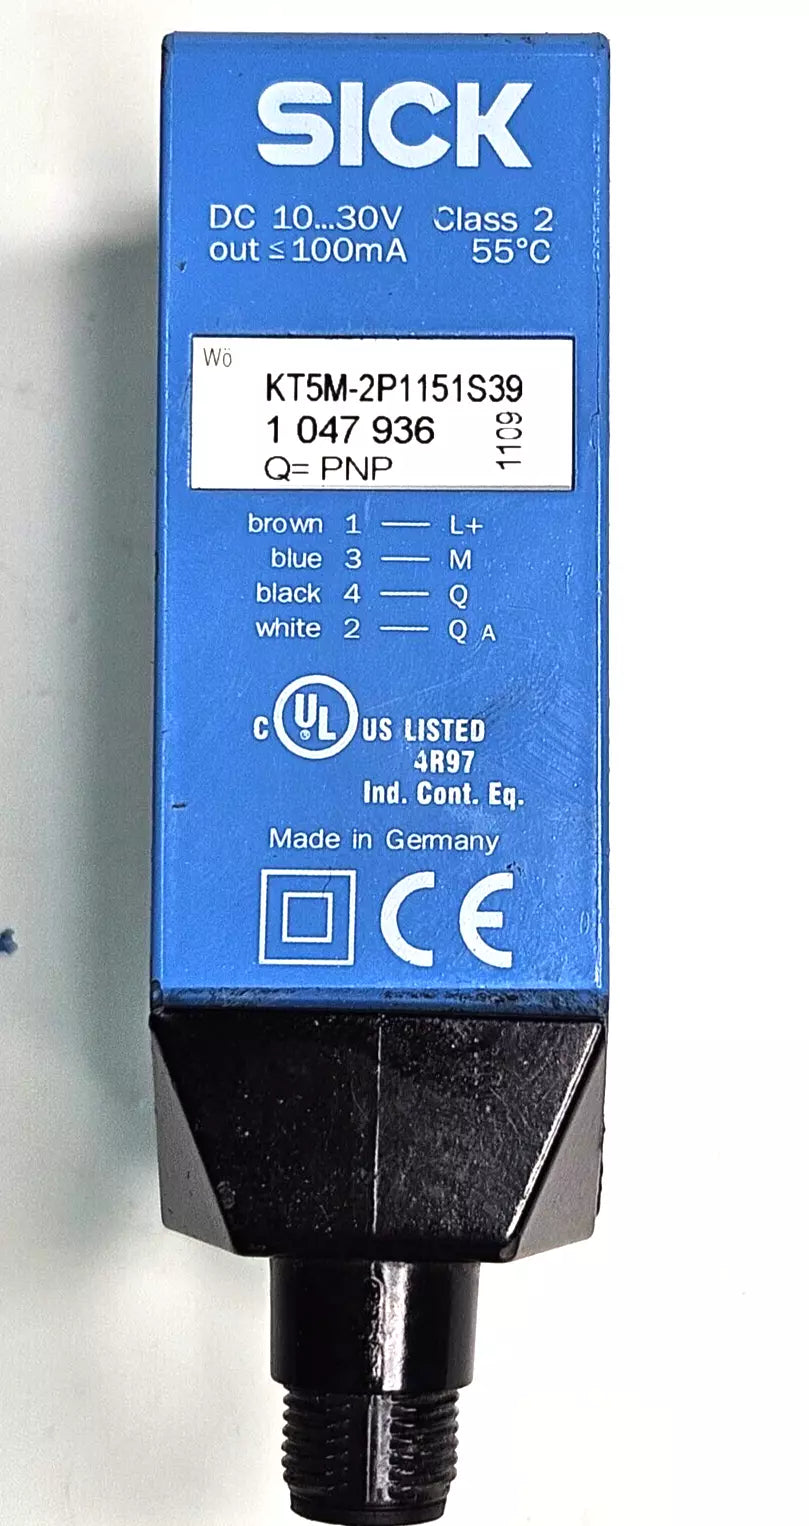 SICK
DC 10...30V Class 2
out ≤ 100mA 55°C
Wö
KT5M-2P1151S39
1 047 936
1109
Q= PNP
brown 1 — L+
blue 3 — M
black 4 — Q
white 2 — Q A
C UL ® US LISTED
4R97
Ind. Cont. Eq.
Made in Germany
CE